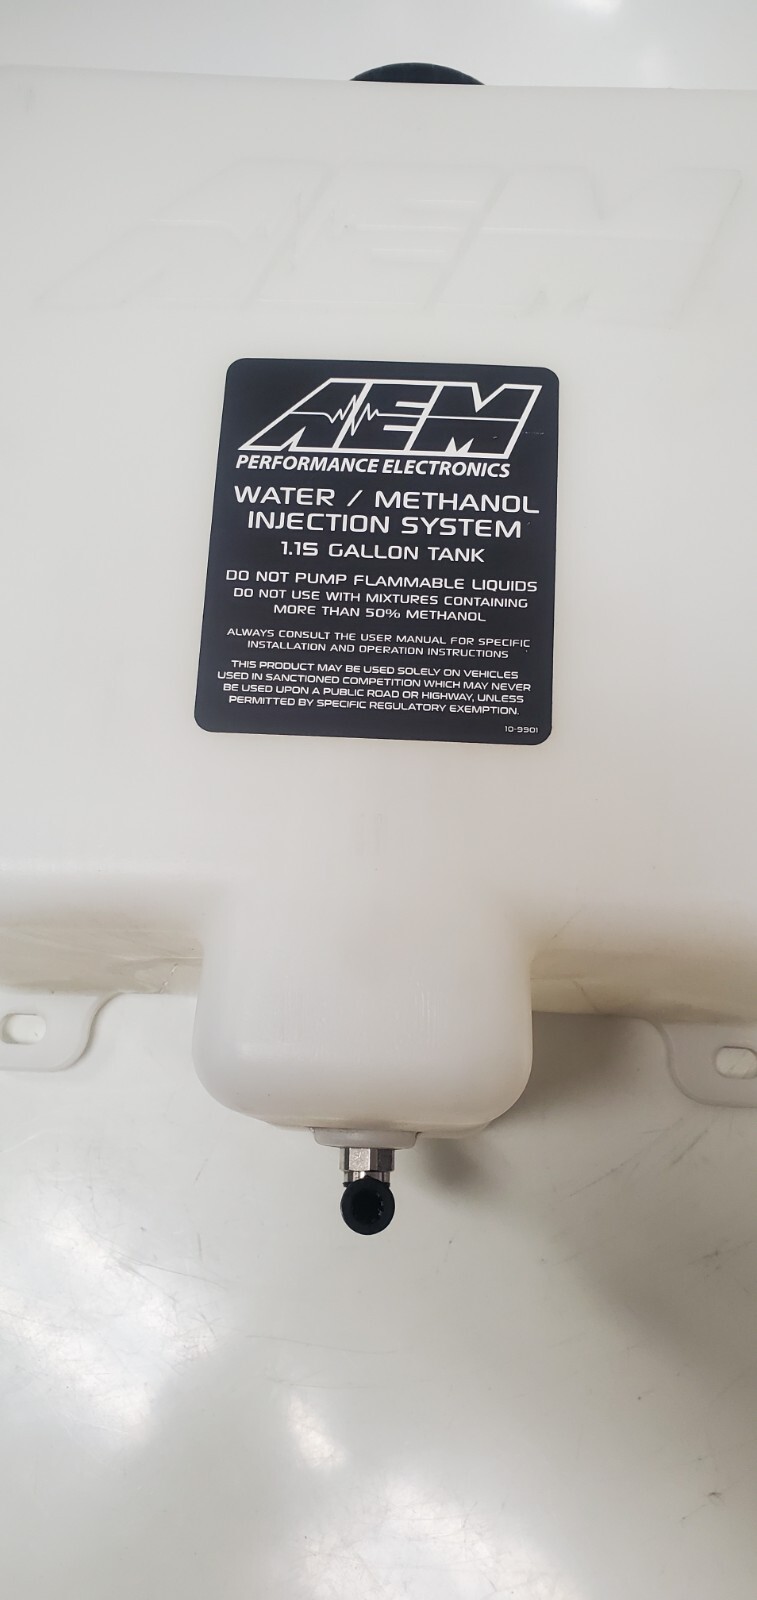 AEM
AEM
PERFORMANCE ELECTRONICS
WATER / METHANOL
INJECTION SYSTEM
1.15 GALLON TANK
DO NOT PUMP FLAMMABLE LIQUIDS
DO NOT USE WITH MIXTURES CONTAINING
MORE THAN 50% METHANOL
ALWAYS CONSULT THE USER MANUAL FOR SPECIFIC
INSTALLATION AND OPERATION INSTRUCTIONS
THIS PRODUCT MAY BE USED SOLELY ON VEHICLES
USED IN SANCTIONED COMPETITION WHICH MAY NEVER
BE USED UPON A PUBLIC ROAD OR HIGHWAY, UNLESS
PERMITTED BY SPECIFIC REGULATORY EXEMPTION.
10-9901